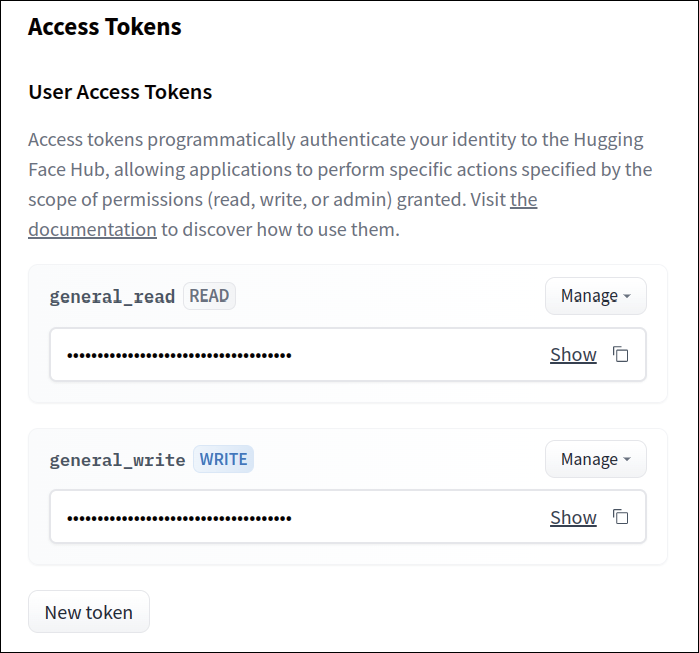 Access Tokens
User Access Tokens
Access tokens programmatically authenticate your identity to the Hugging
Face Hub, allowing applications to perform specific actions specified by the
scope of permissions (read, write, or admin) granted. Visit the
documentation to discover how to use them.
general_read READ Manage
••••••••••••••••••••••••••••••••••••• Show
general_write WRITE Manage
••••••••••••••••••••••••••••••••••••• Show
New token